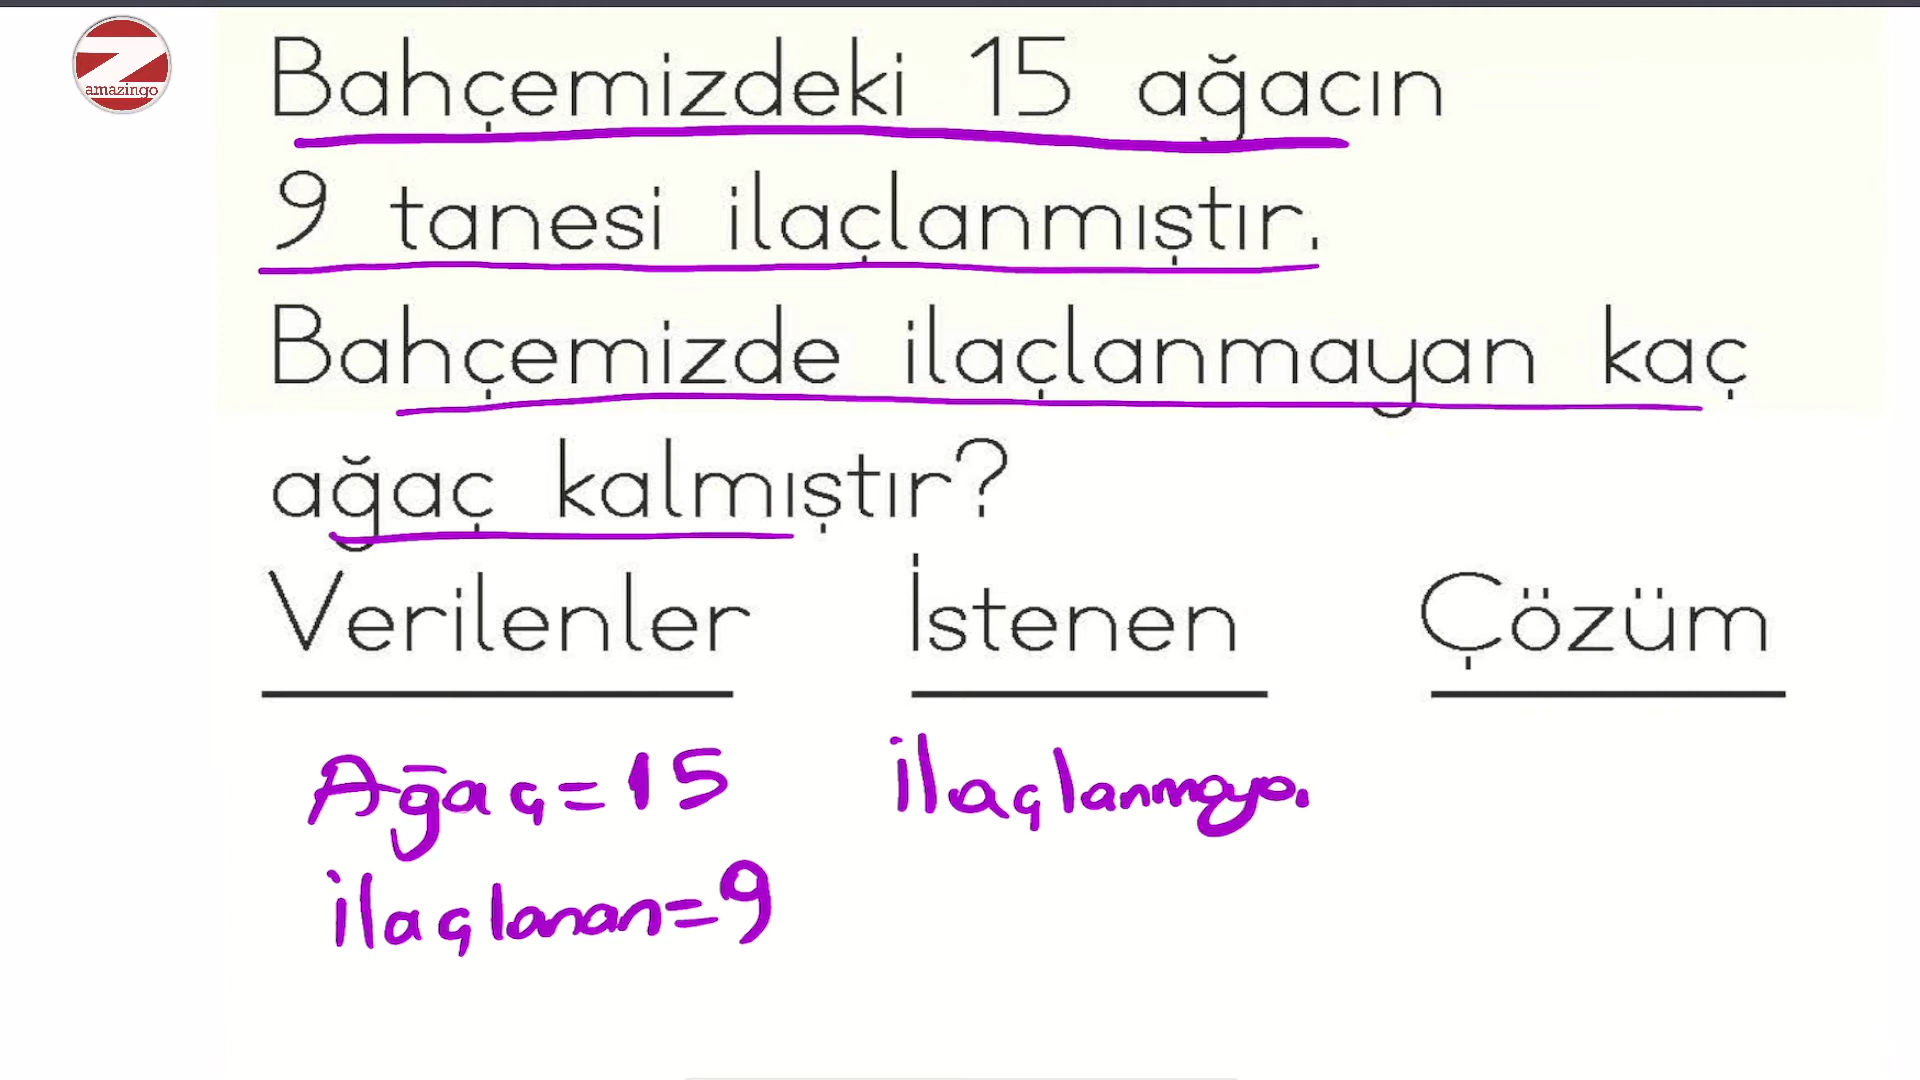 amazingo
Bahçemizdeki 15 ağacın
9 tanesi ilaçlanmıştır.
Bahçemizde ilaçlanmayan kaç
ağaç kalmıştır?
Verilenler İstenen Çözüm
Ağaç=15 ilaçlanmaya
ilaçlanan=9